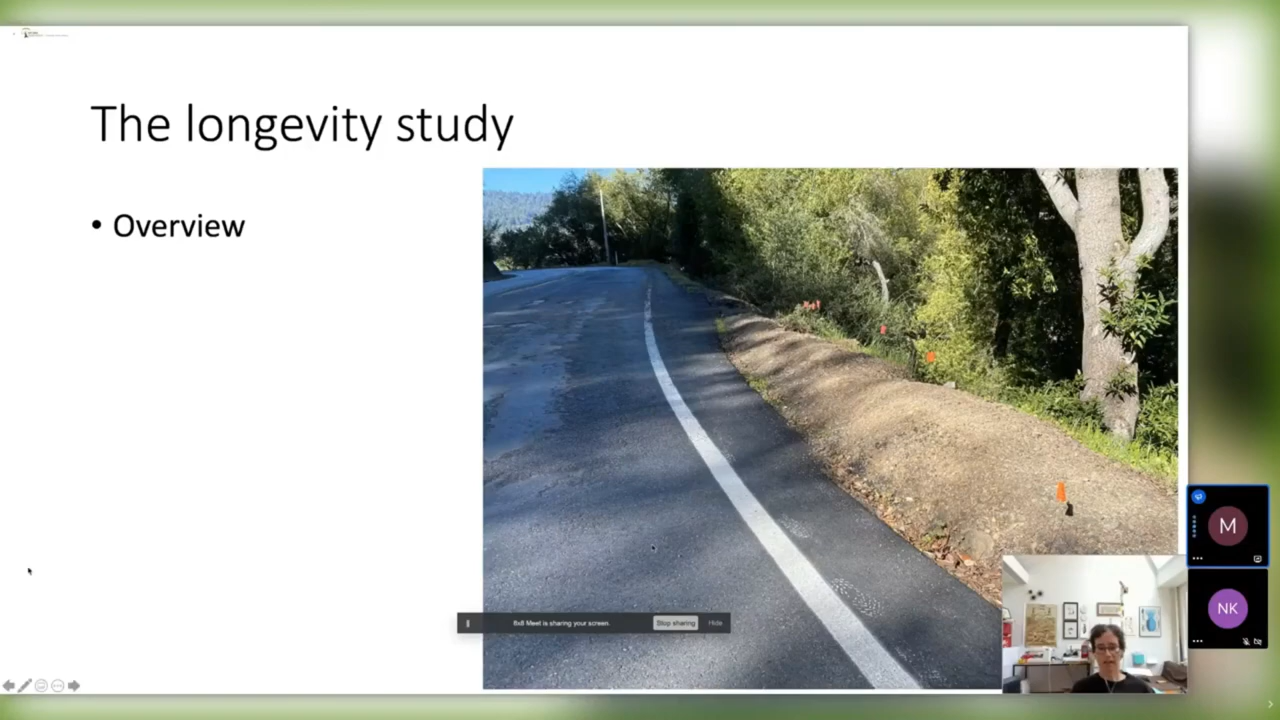 The longevity study
• Overview
8x8 Meet is sharing your screen.
Stop sharing
Hide
M
NK